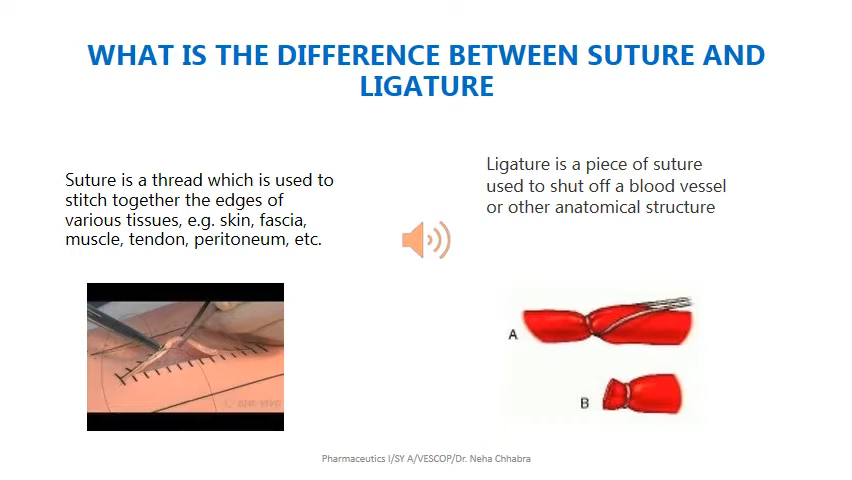 WHAT IS THE DIFFERENCE BETWEEN SUTURE AND
LIGATURE
Suture is a thread which is used to
stitch together the edges of
various tissues, e.g. skin, fascia,
muscle, tendon, peritoneum, etc.
Ligature is a piece of suture
used to shut off a blood vessel
or other anatomical structure
A
B
Pharmaceutics I/SY A/VESCOP/Dr. Neha Chhabra